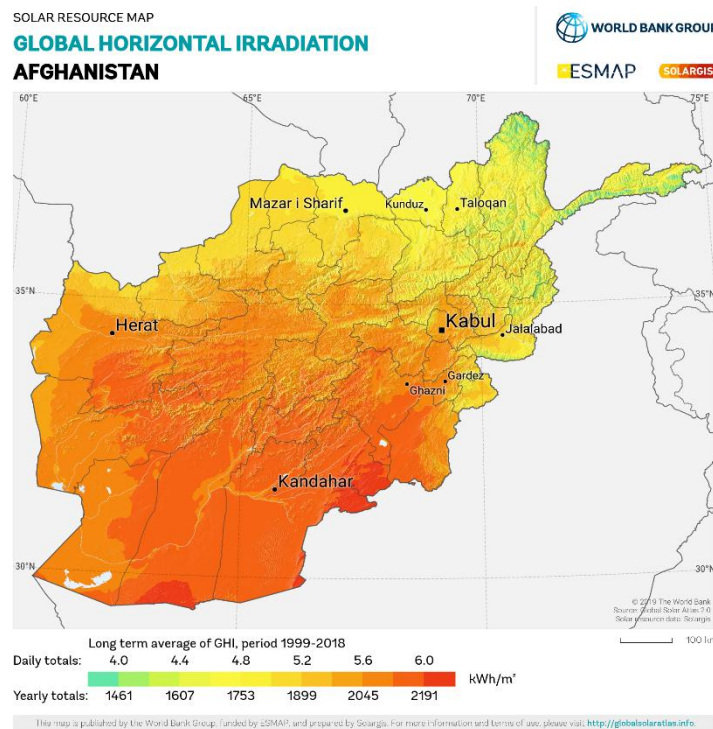 SOLAR RESOURCE MAP
GLOBAL HORIZONTAL IRRADIATION
AFGHANISTAN
WORLD BANK GROUP
ESMAP
SOLARGIS
60°E
65°E
70°E
75°E
Mazar i Sharif
Kunduz
Taloqan
35°N
35°N
Herat
Kabul
Jalalabad
Gardez
Ghazni
Kandahar
30°N
30°N
© 2019 The World Bank
Source: Global Solar Atlas 2.0
Solar resource data: Solargis
100 km
Long term average of GHI, period 1999-2018
Daily totals: 4.0 4.4 4.8 5.2 5.6 6.0
kWh/m²
Yearly totals: 1461 1607 1753 1899 2045 2191
This map is published by the World Bank Group, funded by ESMAP, and prepared by Solargis. For more information and terms of use, please visit http://globalsolaratlas.info.